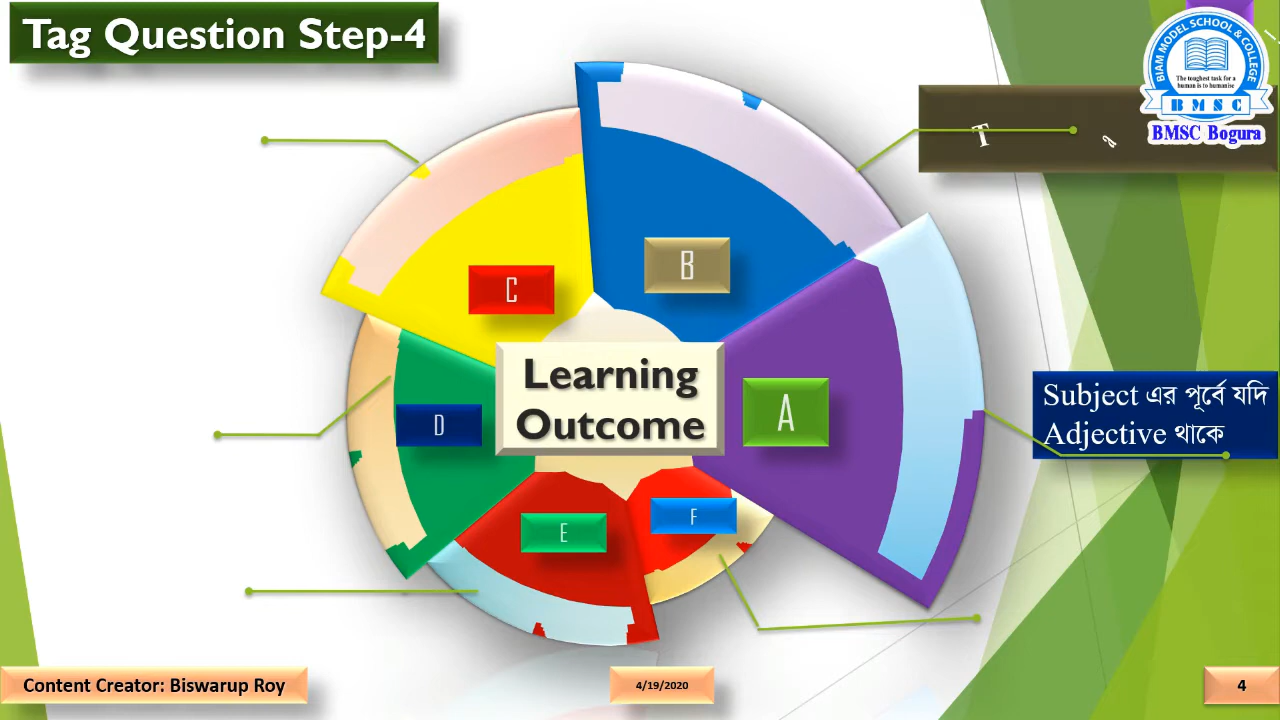 Tag Question Step-4
BIAM MODEL SCHOOL & COLLEGE
The toughest task for a
human is to humanise
B M S C
BMSC Bogura
T a
B
C
Learning
Outcome
A
Subject এর পূর্বে যদি
Adjective থাকে
D
F
E
Content Creator: Biswarup Roy
4/19/2020
4